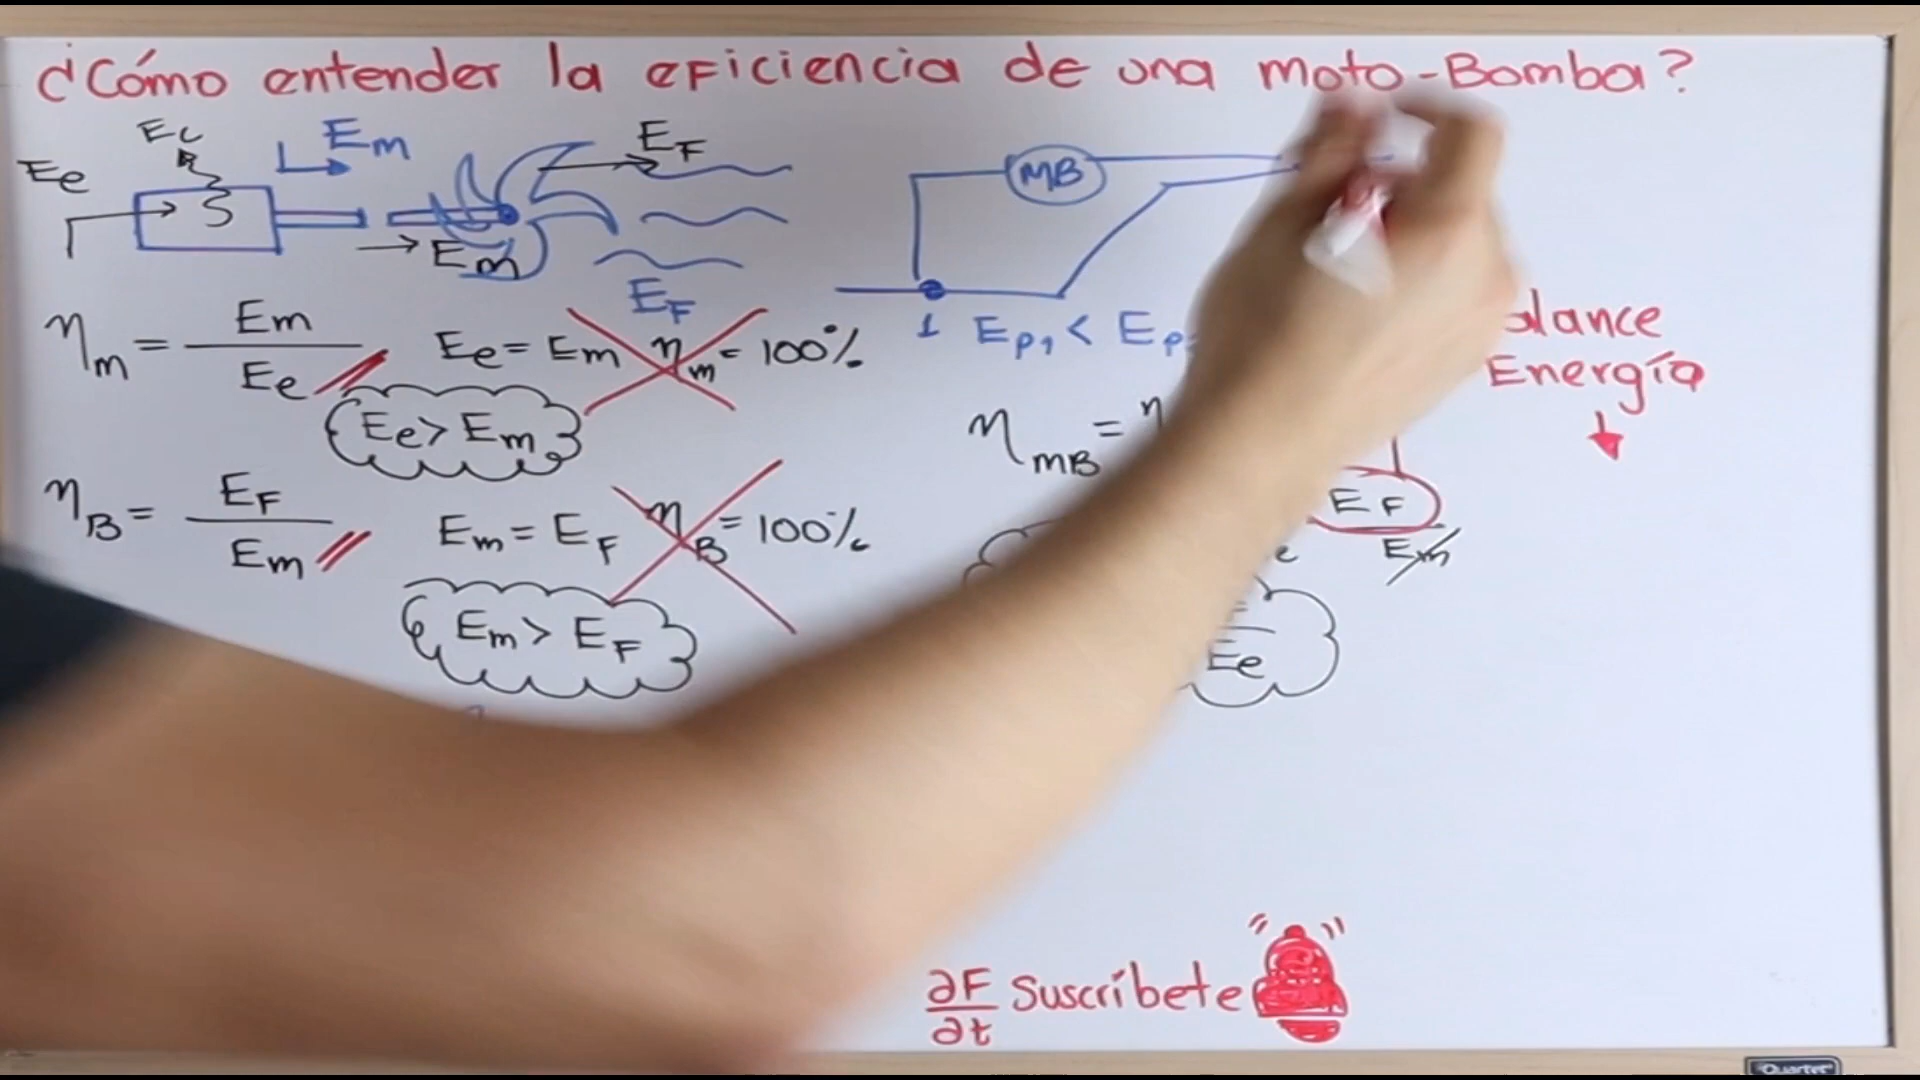 ¿Cómo entender la eficiencia de una moto-Bomba?
Ec
Ee
Em
EF
Em
EF
MB
1 Ep1 < Ep
ηm = Em / Ee
Ee = Em ηm = 100%
Ee > Em
ηB = EF / Em
Em = EF ηB = 100%
Em > EF
ηMB = η
EF
Em
Ee
alance
Energía
∂F/∂t Suscríbete
Quartet